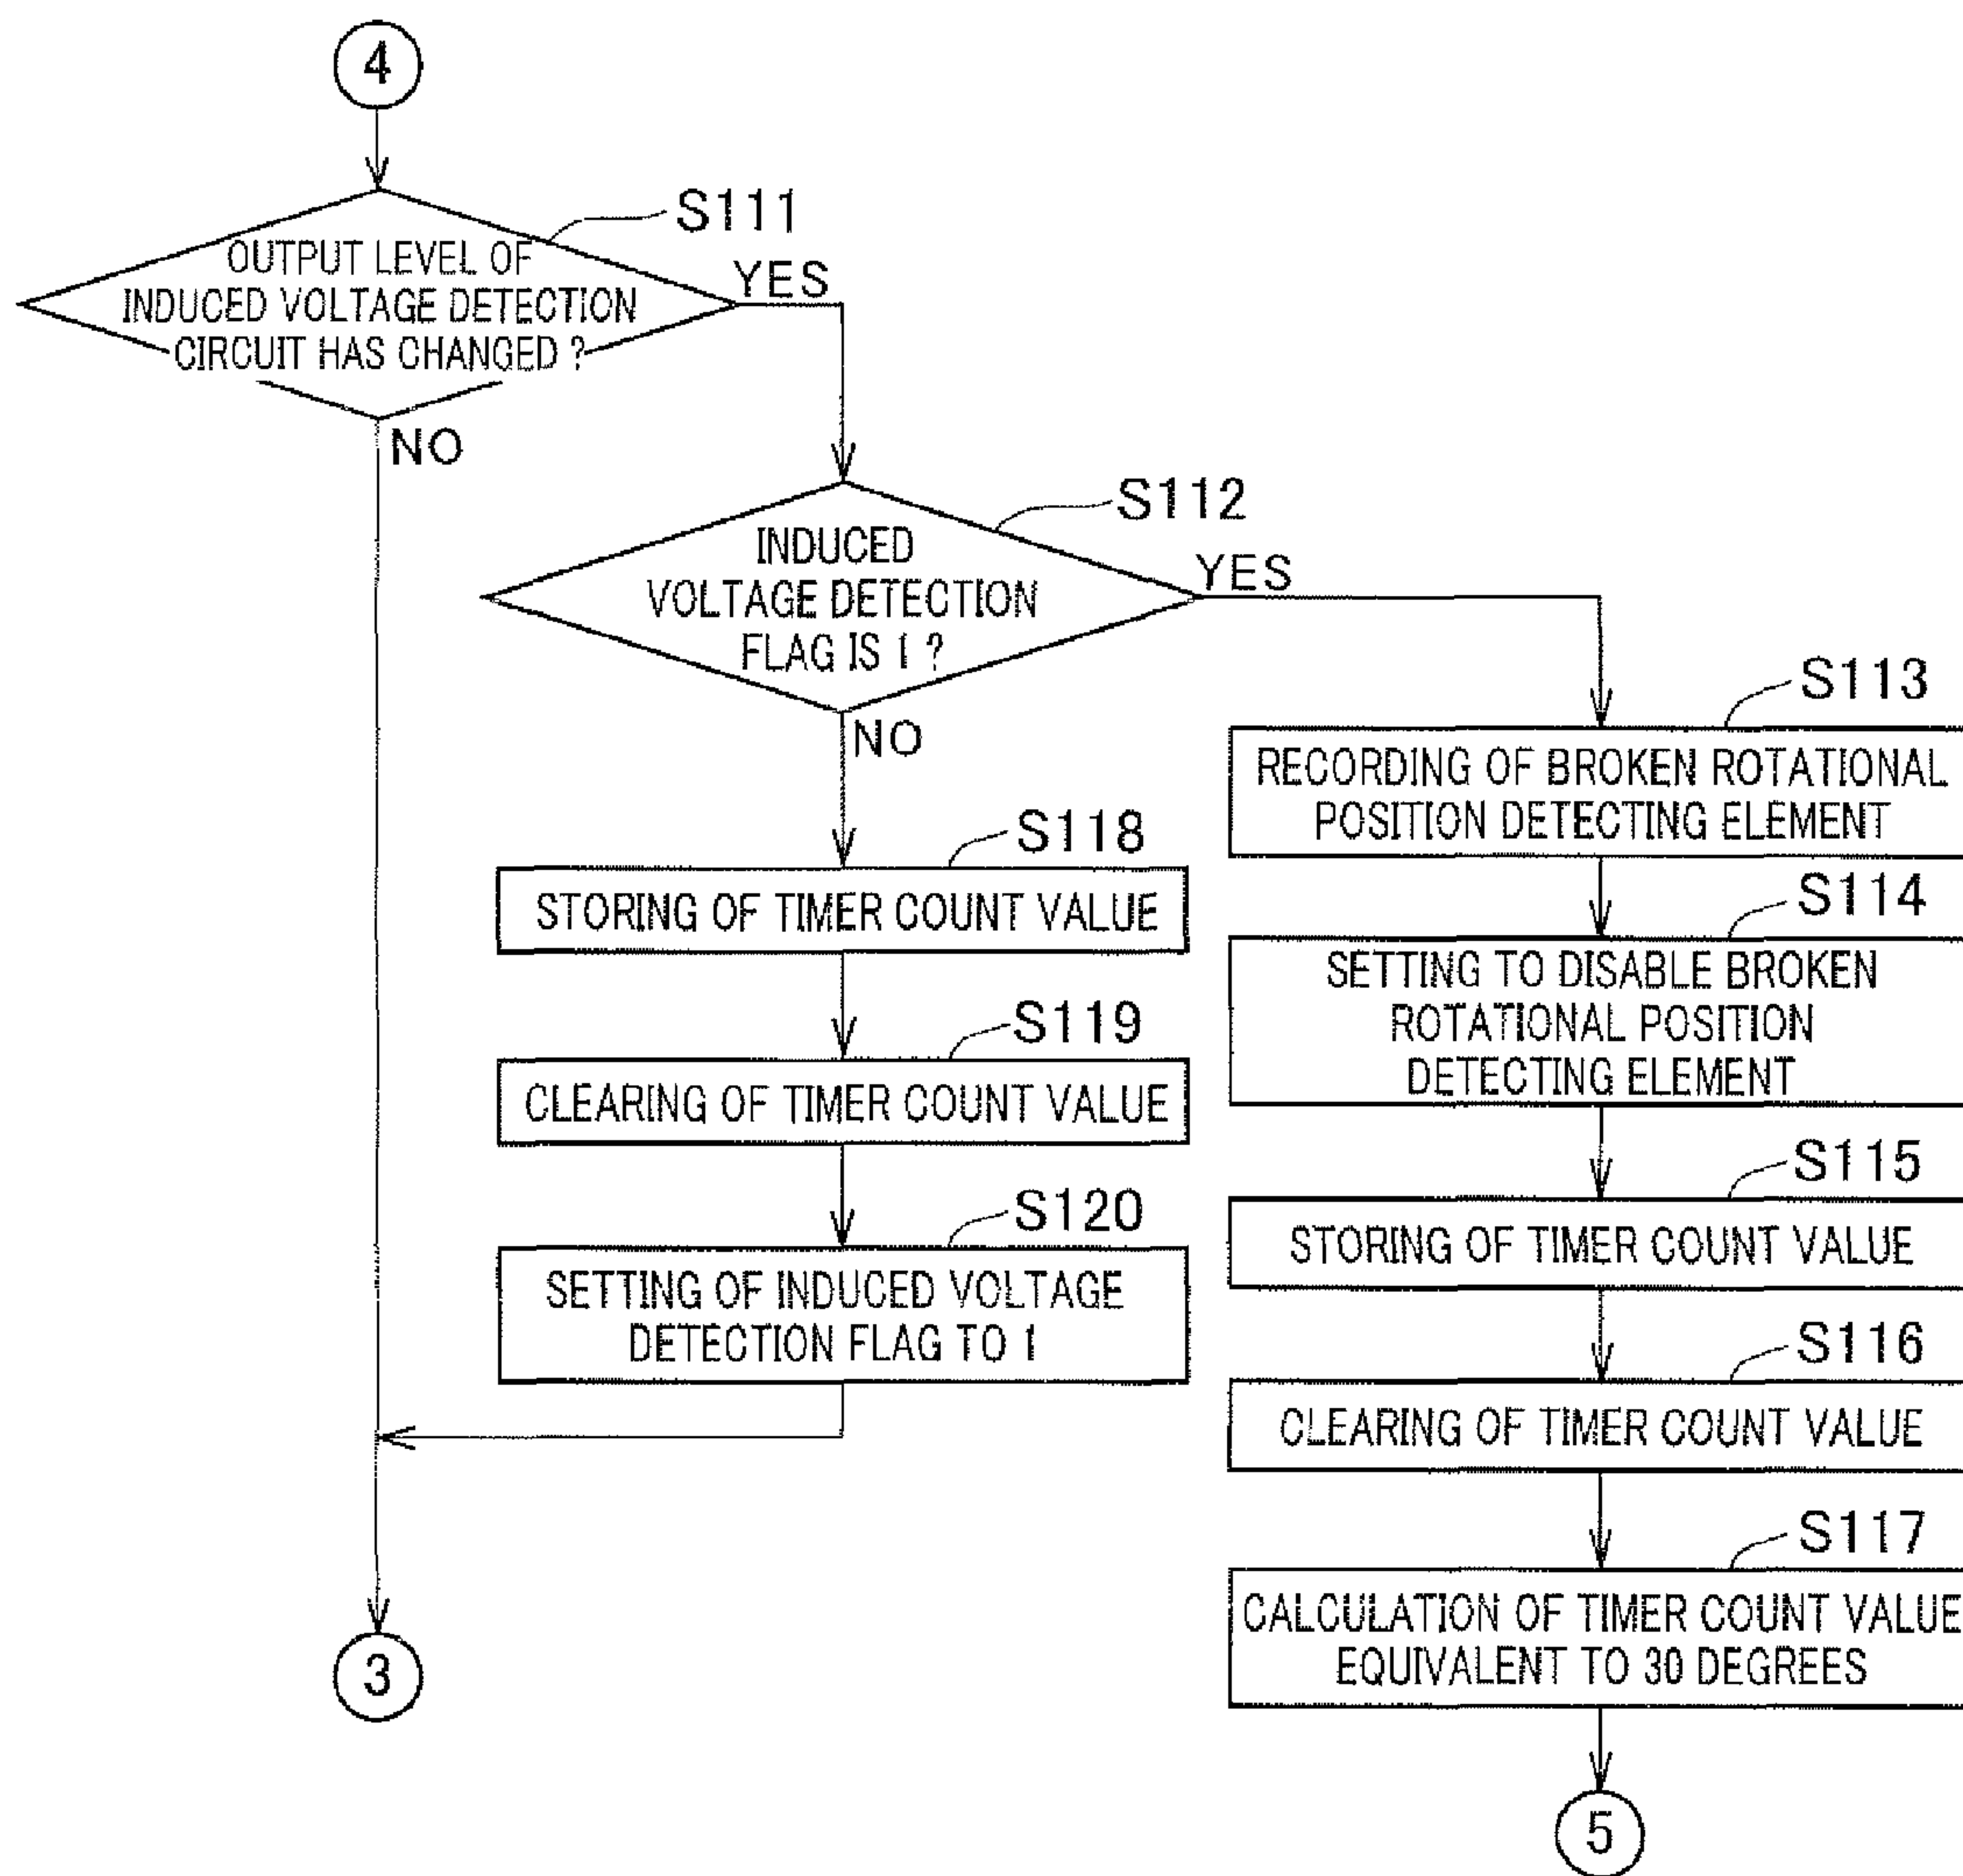 4
S111
OUTPUT LEVEL OF
INDUCED VOLTAGE DETECTION
CIRCUIT HAS CHANGED ?
YES
NO
S112
INDUCED
VOLTAGE DETECTION
FLAG IS 1 ?
YES
NO
S113
RECORDING OF BROKEN ROTATIONAL
POSITION DETECTING ELEMENT
S114
SETTING TO DISABLE BROKEN
ROTATIONAL POSITION
DETECTING ELEMENT
S115
STORING OF TIMER COUNT VALUE
S116
CLEARING OF TIMER COUNT VALUE
S117
CALCULATION OF TIMER COUNT VALUE
EQUIVALENT TO 30 DEGREES
5
S118
STORING OF TIMER COUNT VALUE
S119
CLEARING OF TIMER COUNT VALUE
S120
SETTING OF INDUCED VOLTAGE
DETECTION FLAG TO 1
3